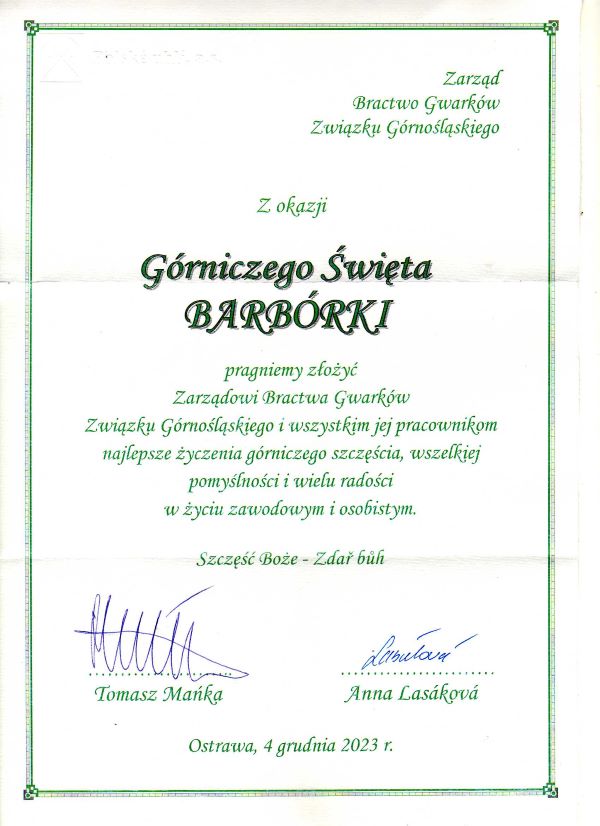 Zarząd
Bractwo Gwarków
Związku Górnośląskiego
Z okazji
Górniczego Święta
BARBÓRKI
pragniemy złożyć
Zarządowi Bractwa Gwarków
Związku Górnośląskiego i wszystkim jej pracownikom
najlepsze życzenia górniczego szczęścia, wszelkiej
pomyślności i wielu radości
w życiu zawodowym i osobistym.
Szczęść Boże - Zdař bůh
Tomasz Mańka
Anna Lasáková
Ostrawa, 4 grudnia 2023 r.